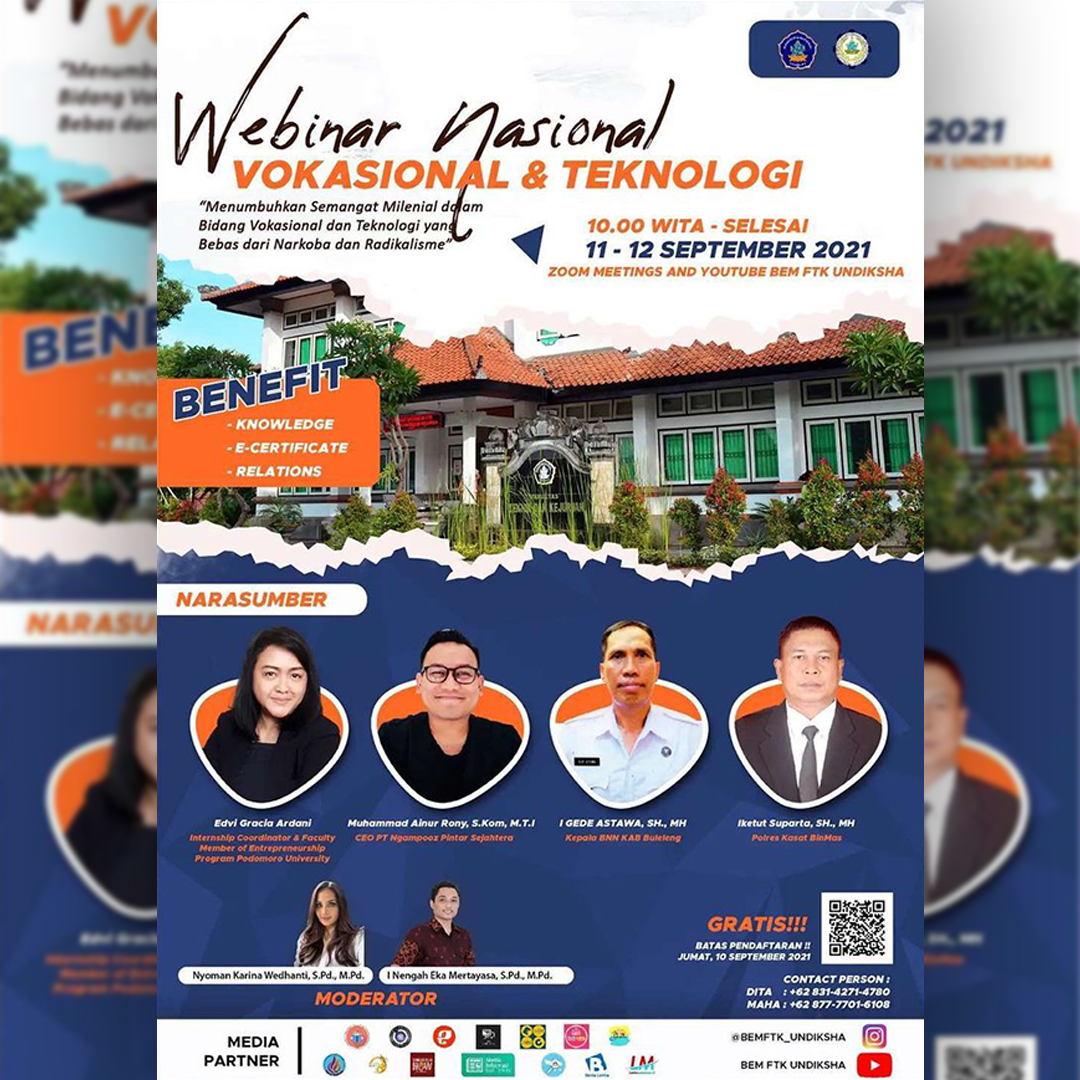 Webinar Nasional
VOKASIONAL & TEKNOLOGI
"Menumbuhkan Semangat Milenial dalam
Bidang Vokasional dan Teknologi yang
Bebas dari Narkoba dan Radikalisme"
10.00 WITA - SELESAI
11 - 12 SEPTEMBER 2021
ZOOM MEETINGS AND YOUTUBE BEM FTK UNDIKSHA
BENEFIT
- KNOWLEDGE
- E-CERTIFICATE
- RELATIONS
NARASUMBER
Edvi Gracia Ardani
Internship Coordinator & Faculty
Member of Entrepreneurship
Program Podomoro University
Muhammad Ainur Rony, S.Kom, M.T.I
CEO PT Ngampooz Pintar Sejahtera
I GEDE ASTAWA, SH., MH
Kepala BNN KAB Buleleng
Iketut Suparta, SH., MH
Polres Kasat BinMas
Nyoman Karina Wedhanti, S.Pd., M.Pd.
I Nengah Eka Mertayasa, S.Pd., M.Pd.
MODERATOR
GRATIS!!!
BATAS PENDAFTARAN !!
JUMAT, 10 SEPTEMBER 2021
CONTACT PERSON :
DITA : +62 831-4271-4780
MAHA : +62 877-7701-6108
MEDIA
PARTNER
LM
@BEMFTK_UNDIKSHA
BEM FTK UNDIKSHA